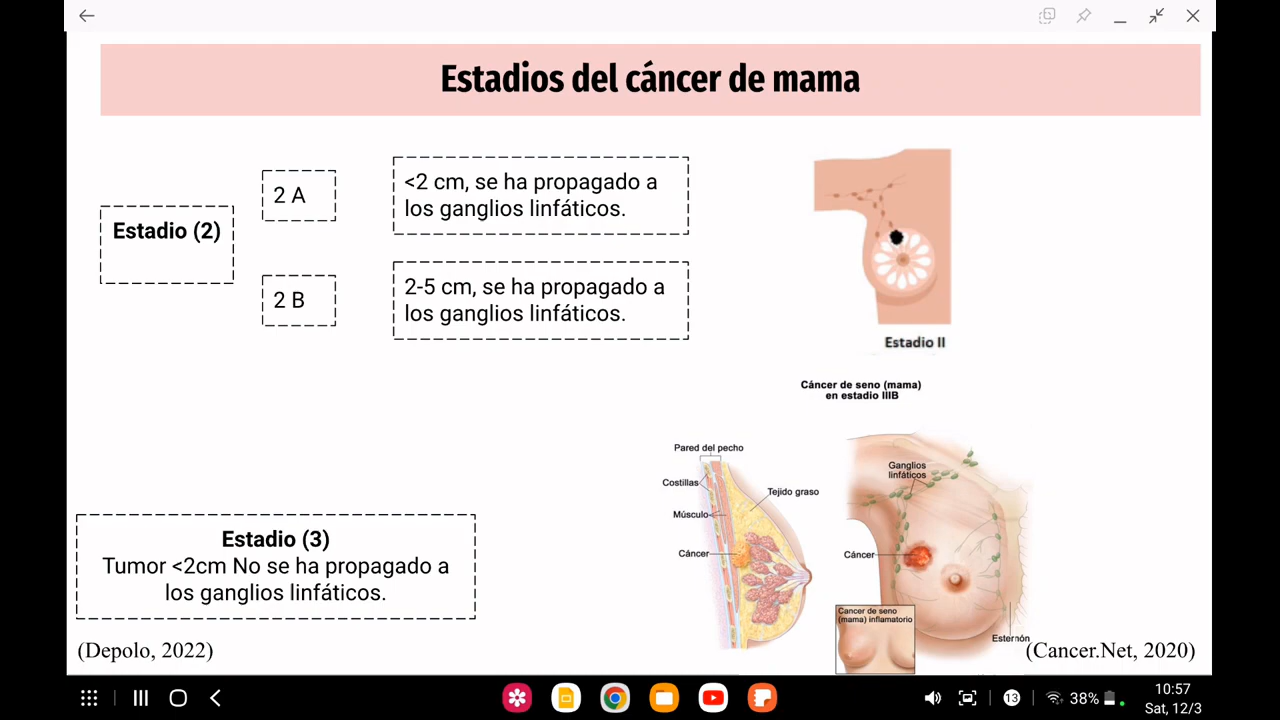 Estadios del cáncer de mama
Estadio (2)
2 A
<2 cm, se ha propagado a
los ganglios linfáticos.
2 B
2-5 cm, se ha propagado a
los ganglios linfáticos.
Estadio II
Cáncer de seno (mama)
en estadio IIIB
Pared del pecho
Costillas
Tejido graso
Músculo
Cáncer
Ganglios
linfáticos
Cáncer
Cancer de seno
(mama) inflamatorio
Esternón
Estadio (3)
Tumor <2cm No se ha propagado a
los ganglios linfáticos.
(Depolo, 2022)
(Cancer.Net, 2020)
13
38%
10:57
Sat, 12/3